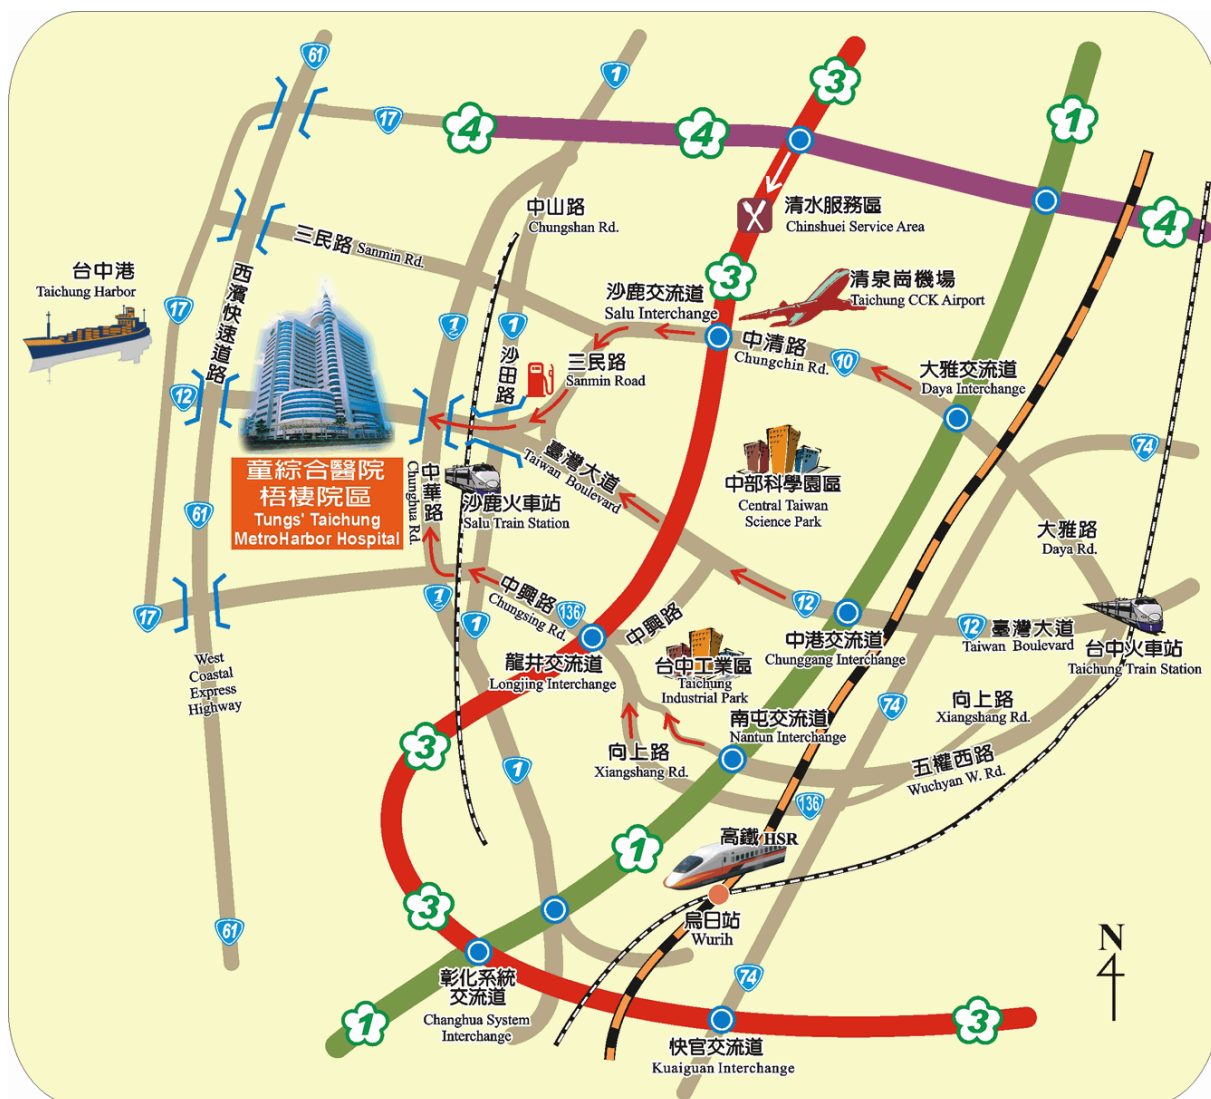 61
1
3
1
17
4
4
中山路
Chungshan Rd.
清水服務區
Chinshuei Service Area
4
三民路 Sanmin Rd.
台中港
Taichung Harbor
西濱快速道路
3
沙鹿交流道
Salu Interchange
清泉崗機場
Taichung CCK Airport
17
1
1
沙田路
三民路
Sanmin Road
中清路
Chungchin Rd.
10
大雅交流道
Daya Interchange
12
74
童綜合醫院
梧棲院區
Tungs' Taichung
MetroHarbor Hospital
中華路
Chunghua Rd.
沙鹿火車站
Salu Train Station
臺灣大道
Taiwan Boulevard
中部科學園區
Central Taiwan
Science Park
大雅路
Daya Rd.
61
17
1
1
中興路
Chungsing Rd.
136
中興路
12
中港交流道
Chunggang Interchange
12
臺灣大道
Taiwan Boulevard
台中火車站
Taichung Train Station
West
Coastal
Express
Highway
龍井交流道
Longjing Interchange
台中工業區
Taichung
Industrial Park
向上路
Xiangshang Rd.
74
南屯交流道
Nantun Interchange
3
1
向上路
Xiangshang Rd.
五權西路
Wuchyan W. Rd.
136
1
高鐵 HSR
3
烏日站
Wurih
61
N
彰化系統
交流道
Changhua System
Interchange
74
1
3
快官交流道
Kuaiguan Interchange